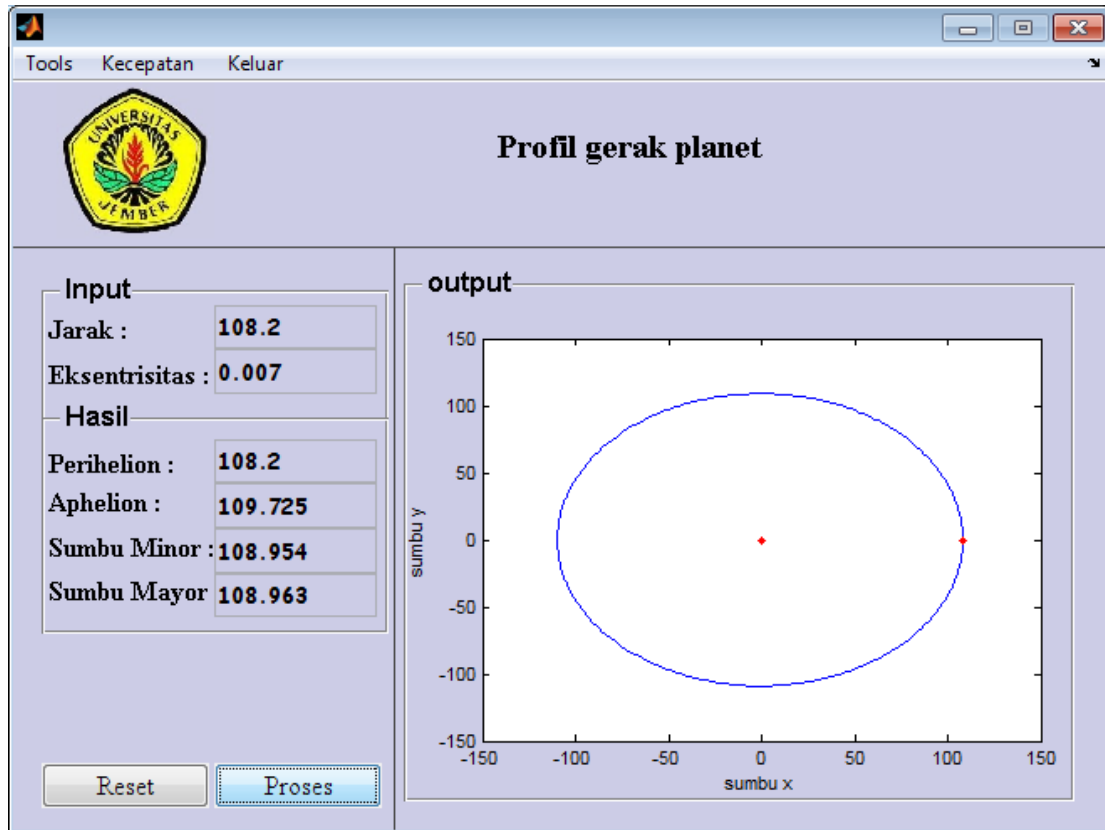 Tools Kecepatan Keluar
UNIVERSITAS
JEMBER
Profil gerak planet
Input
Jarak : 108.2
Eksentrisitas : 0.007
Hasil
Perihelion : 108.2
Aphelion : 109.725
Sumbu Minor : 108.954
Sumbu Mayor 108.963
Reset Proses
output
150
100
50
0
-50
-100
-150
sumbu y
-150 -100 -50 0 50 100 150
sumbu x